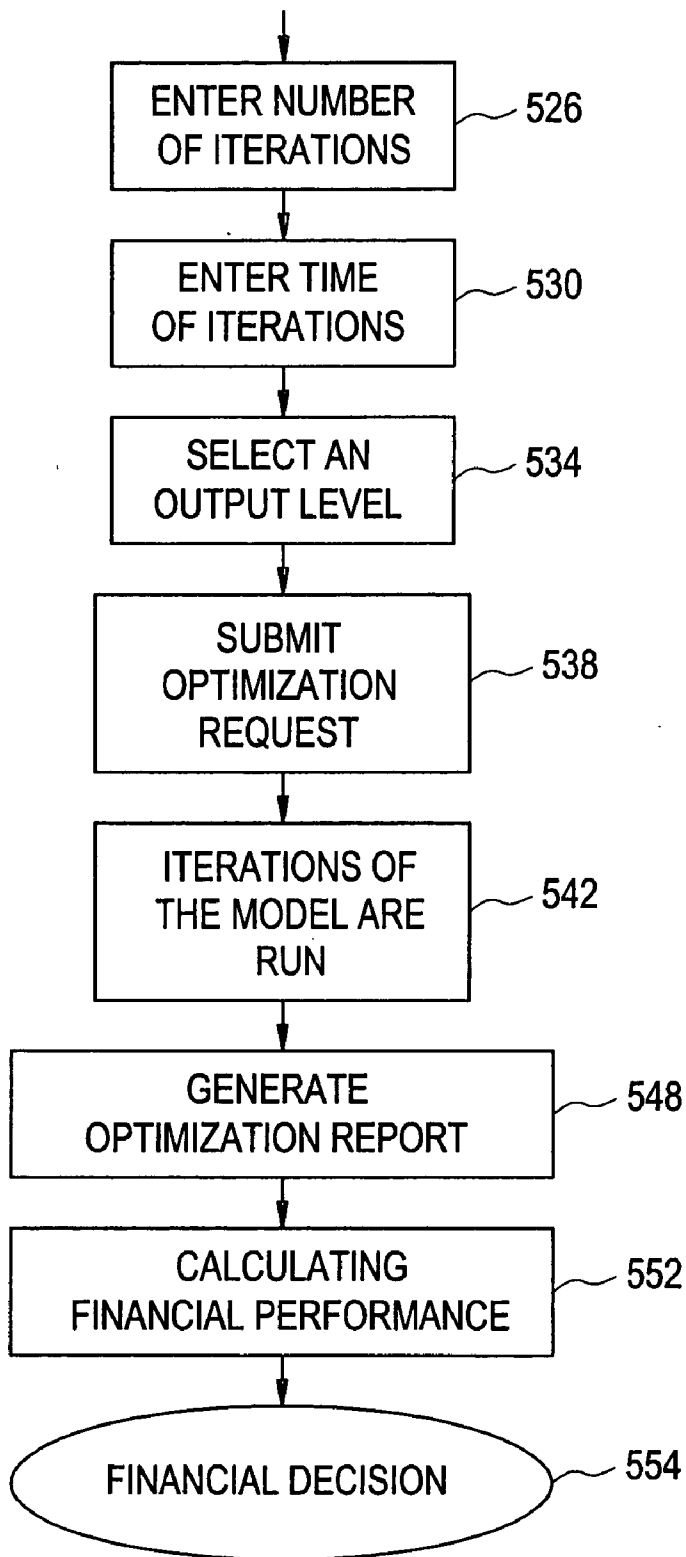 ENTER NUMBER
OF ITERATIONS
526
ENTER TIME
OF ITERATIONS
530
SELECT AN
OUTPUT LEVEL
534
SUBMIT
OPTIMIZATION
REQUEST
538
ITERATIONS OF
THE MODEL ARE
RUN
542
GENERATE
OPTIMIZATION REPORT
548
CALCULATING
FINANCIAL PERFORMANCE
552
FINANCIAL DECISION
554